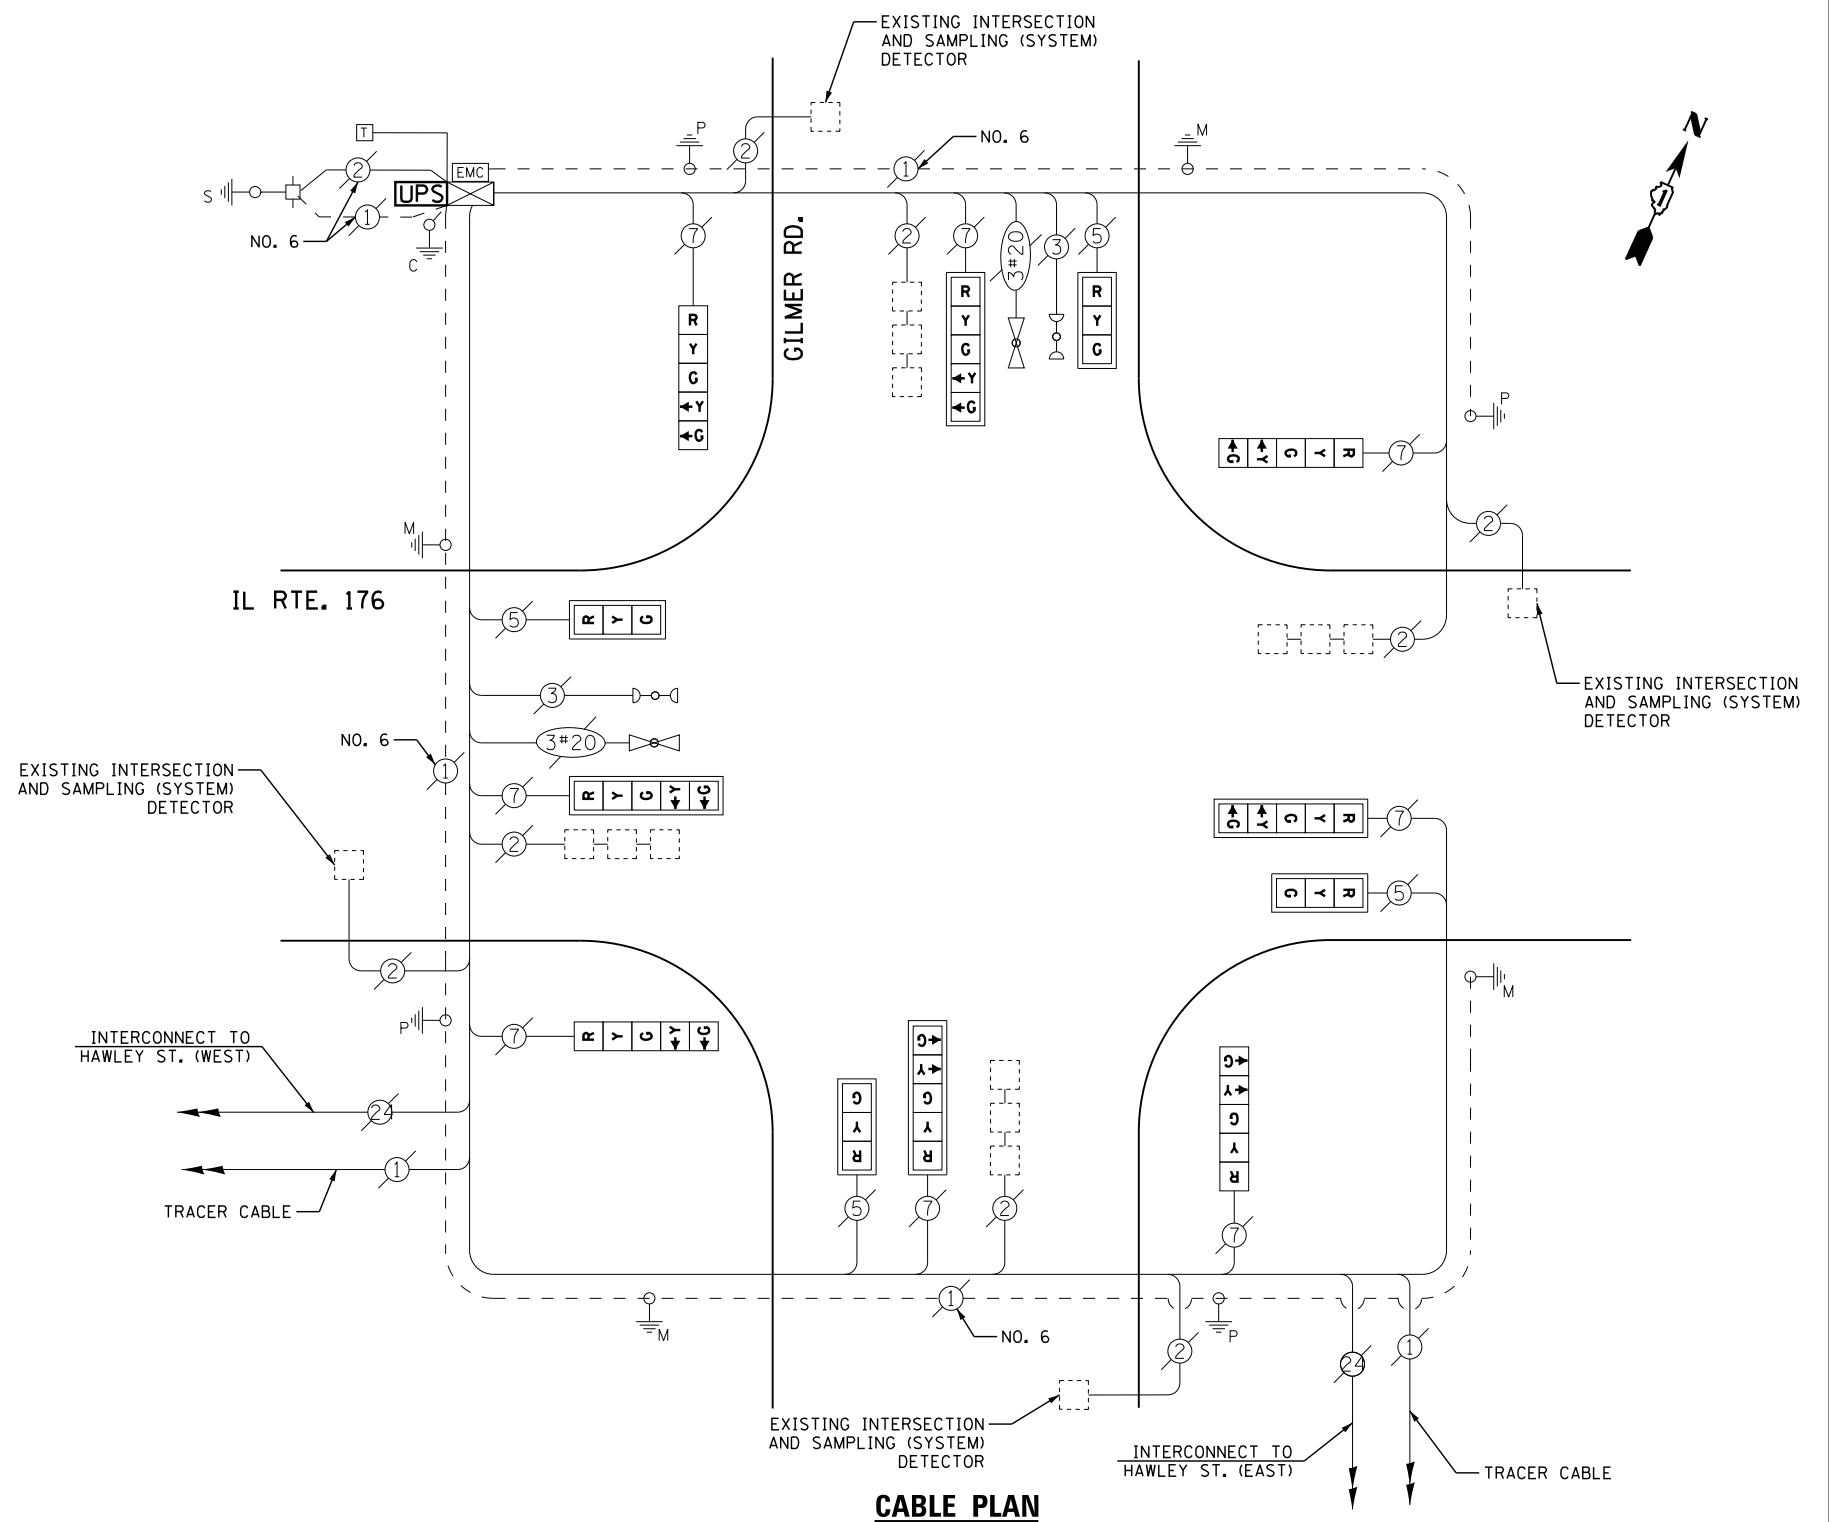 EXISTING INTERSECTION
AND SAMPLING (SYSTEM)
DETECTOR
N
1
T
P
NO. 6
M
2
2
1
EMC
S
UPS
1
NO. 6
C
GILMER RD.
7
2
7
3#20
3
5
R
Y
G
Y
G
R
Y
G
Y
G
R
Y
G
P
G Y G Y R
7
M
2
IL RTE. 176
5
R Y G
2
EXISTING INTERSECTION
AND SAMPLING (SYSTEM)
DETECTOR
3
NO. 6
3#20
1
EXISTING INTERSECTION
AND SAMPLING (SYSTEM)
DETECTOR
7
R Y G Y G
G Y G Y R
7
2
G Y R
5
2
M
P
7
R Y G Y G
INTERCONNECT TO
HAWLEY ST. (WEST)
24
1
TRACER CABLE
G
Y
R
5
G
Y
G
Y
R
7
2
G
Y
G
Y
R
7
M
1
NO. 6
P
2
24
1
EXISTING INTERSECTION
AND SAMPLING (SYSTEM)
DETECTOR
INTERCONNECT TO
HAWLEY ST. (EAST)
TRACER CABLE
CABLE PLAN